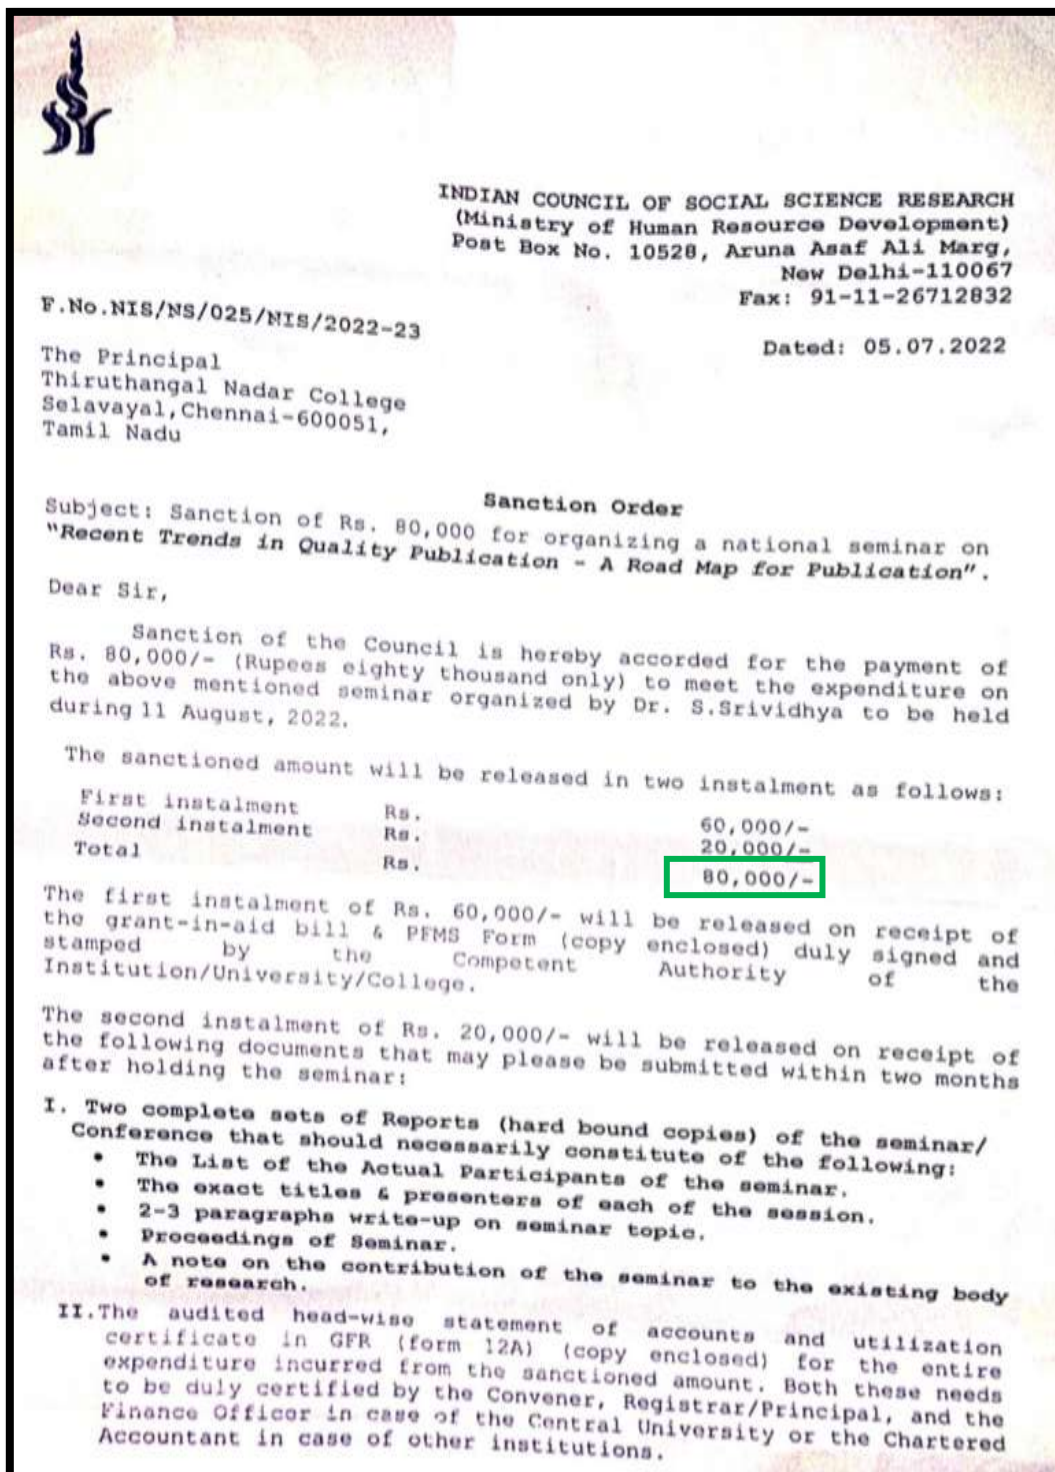 INDIAN COUNCIL OF SOCIAL SCIENCE RESEARCH
(Ministry of Human Resource Development)
Post Box No. 10528, Aruna Asaf Ali Marg,
New Delhi-110067
Fax: 91-11-26712832
F.No.NIS/NS/025/NIS/2022-23
Dated: 05.07.2022
The Principal
Thiruthangal Nadar College
Selavayal,Chennai-600051,
Tamil Nadu
Sanction Order
Subject: Sanction of Rs. 80,000 for organizing a national seminar on
"Recent Trends in Quality Publication - A Road Map for Publication".
Dear Sir,
Sanction of the Council is hereby accorded for the payment of
Rs. 80,000/- (Rupees eighty thousand only) to meet the expenditure on
the above mentioned seminar organized by Dr. S.Srividhya to be held
during 11 August, 2022.
The sanctioned amount will be released in two instalment as follows:
First instalment Rs. 60,000/-
Second instalment Rs. 20,000/-
Total Rs. 80,000/-
The first instalment of Rs. 60,000/- will be released on receipt of
the grant-in-aid bill & PFMS Form (copy enclosed) duly signed and
stamped by the Competent Authority of the
Institution/University/College.
The second instalment of Rs. 20,000/- will be released on receipt of
the following documents that may please be submitted within two months
after holding the seminar:
I. Two complete sets of Reports (hard bound copies) of the seminar/
Conference that should necessarily constitute of the following:
• The List of the Actual Participants of the seminar.
• The exact titles & presenters of each of the session.
• 2-3 paragraphs write-up on seminar topic.
• Proceedings of Seminar.
• A note on the contribution of the seminar to the existing body
of research.
II.The audited head-wise statement of accounts and utilization
certificate in GFR (form 12A) (copy enclosed) for the entire
expenditure incurred from the sanctioned amount. Both these needs
to be duly certified by the Convener, Registrar/Principal, and the
Finance Officer in case of the Central University or the Chartered
Accountant in case of other institutions.